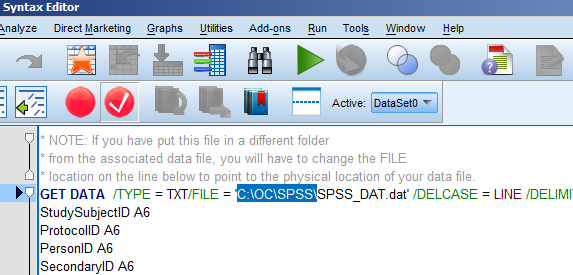 Syntax Editor
Analyze Direct Marketing Graphs Utilities Add-ons Run Tools Window Help
Active: DataSet0
* NOTE: If you have put this file in a different folder
* from the associated data file, you will have to change the FILE
* location on the line below to point to the physical location of your data file.
GET DATA /TYPE = TXT/FILE = 'C:\OC\SPSS\SPSS_DAT.dat' /DELCASE = LINE /DELIMI
StudySubjectID A6
ProtocolID A6
PersonID A6
SecondaryID A6